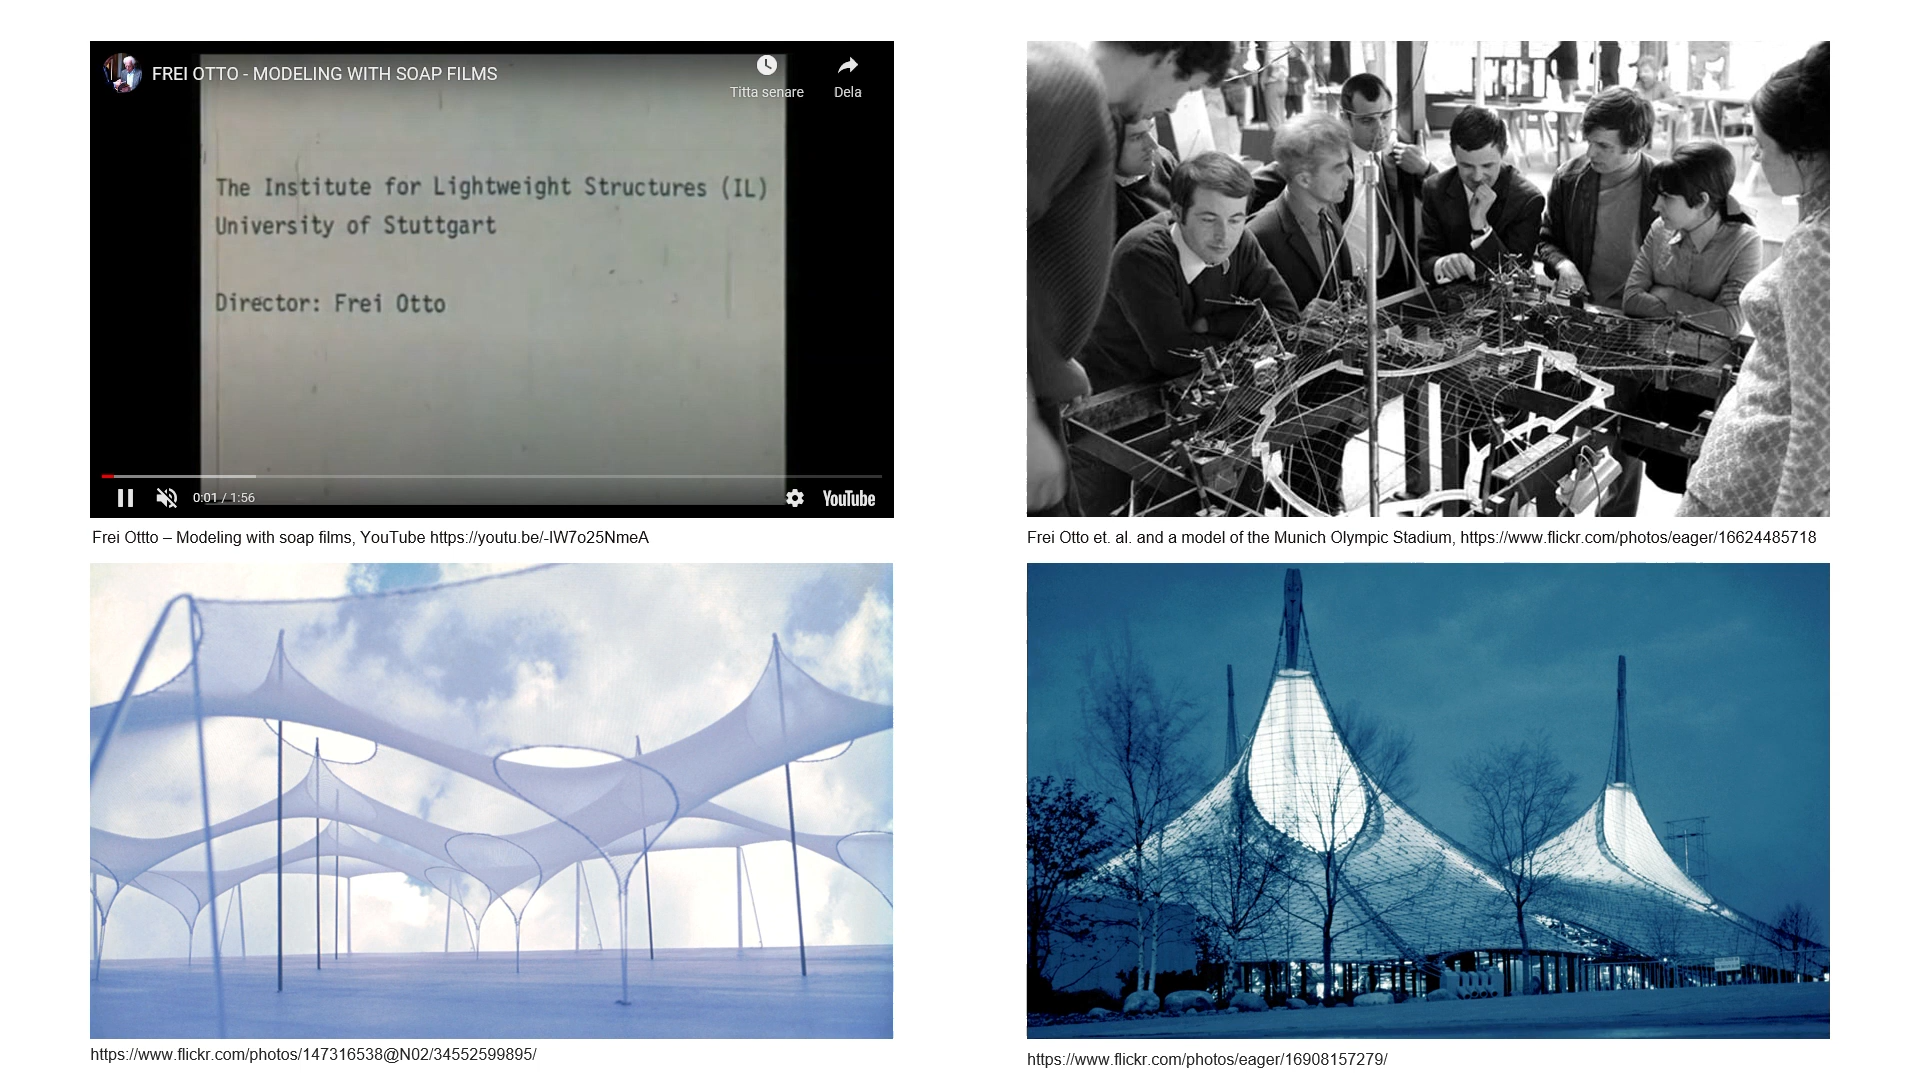 FREI OTTO - MODELING WITH SOAP FILMS
Titta senare
Dela
The Institute for Lightweight Structures (IL)
University of Stuttgart
Director: Frei Otto
0:01 / 1:56
YouTube
Frei Ottto – Modeling with soap films, YouTube https://youtu.be/-IW7o25NmeA
Frei Otto et. al. and a model of the Munich Olympic Stadium, https://www.flickr.com/photos/eager/16624485718
https://www.flickr.com/photos/147316538@N02/34552599895/
https://www.flickr.com/photos/eager/16908157279/